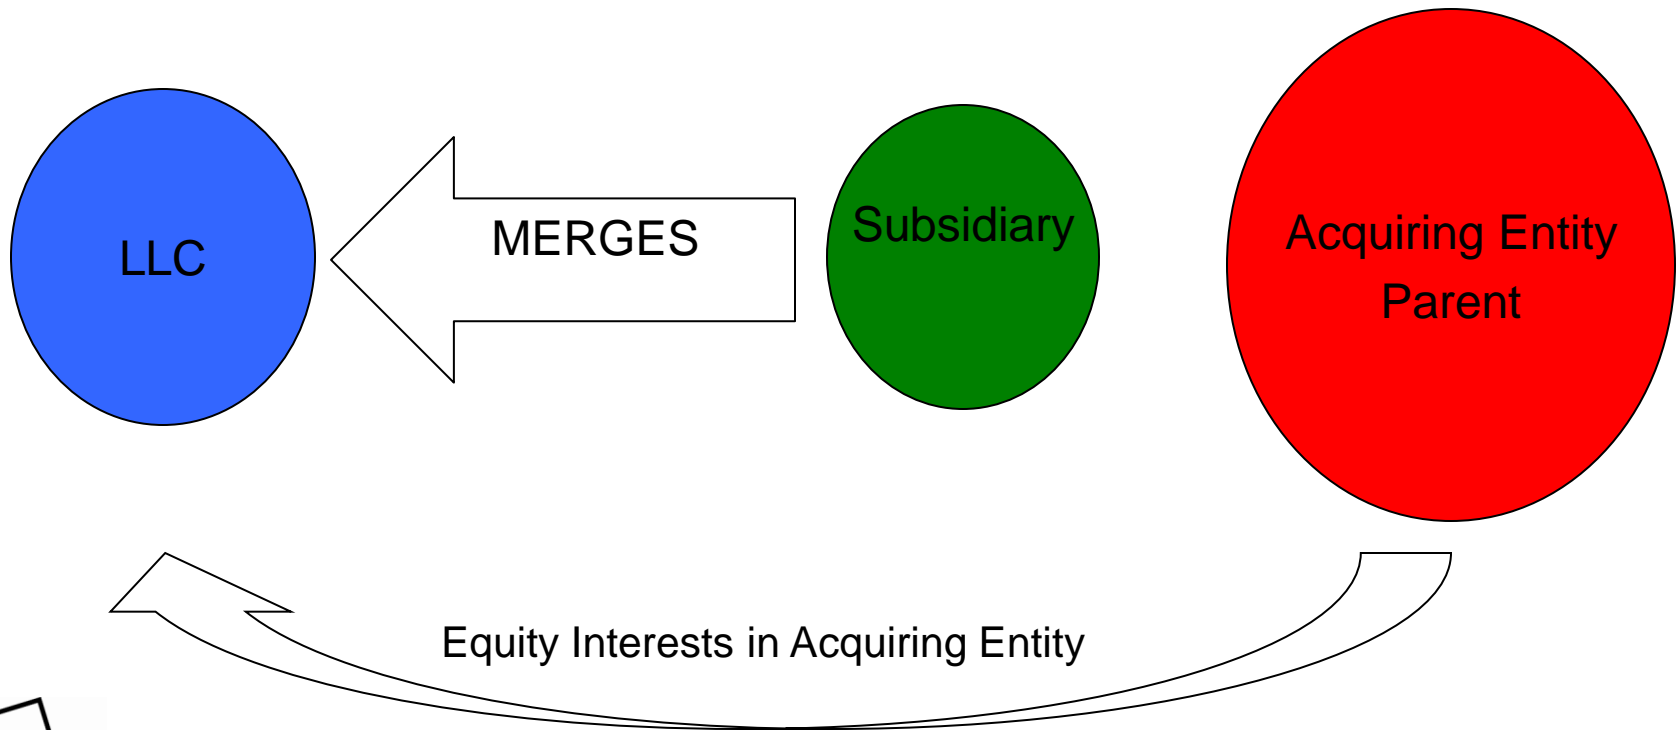 LLC
MERGES
Subsidiary
Acquiring Entity
Parent
Equity Interests in Acquiring Entity